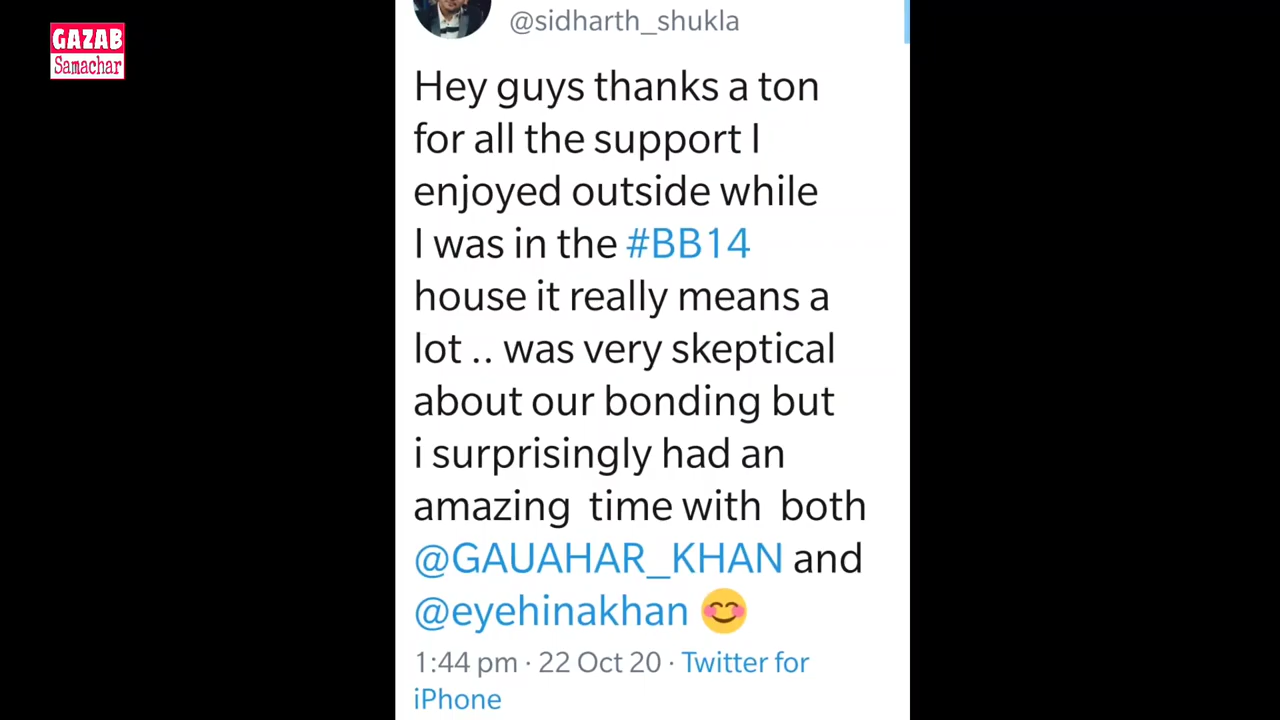 GAZAB
Samachar
@sidharth_shukla
Hey guys thanks a ton
for all the support I
enjoyed outside while
I was in the #BB14
house it really means a
lot .. was very skeptical
about our bonding but
i surprisingly had an
amazing  time with  both
@GAUAHAR_KHAN and
@eyehinakhan 😊
1:44 pm · 22 Oct 20 · Twitter for
iPhone